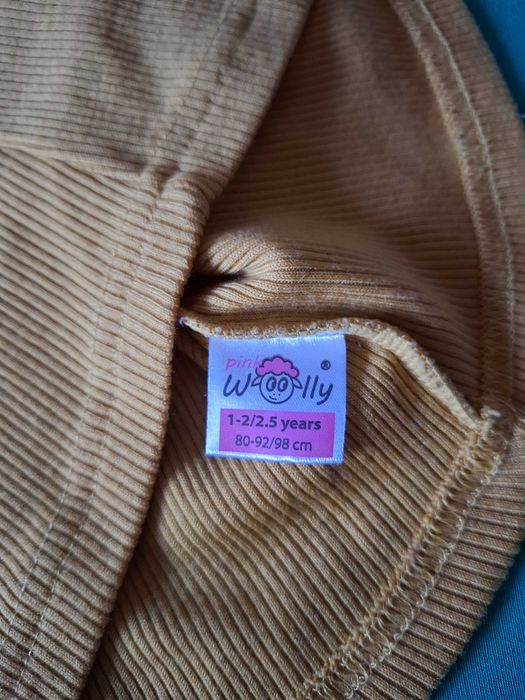 pink
Woolly ®
1-2/2.5 years
80-92/98 cm